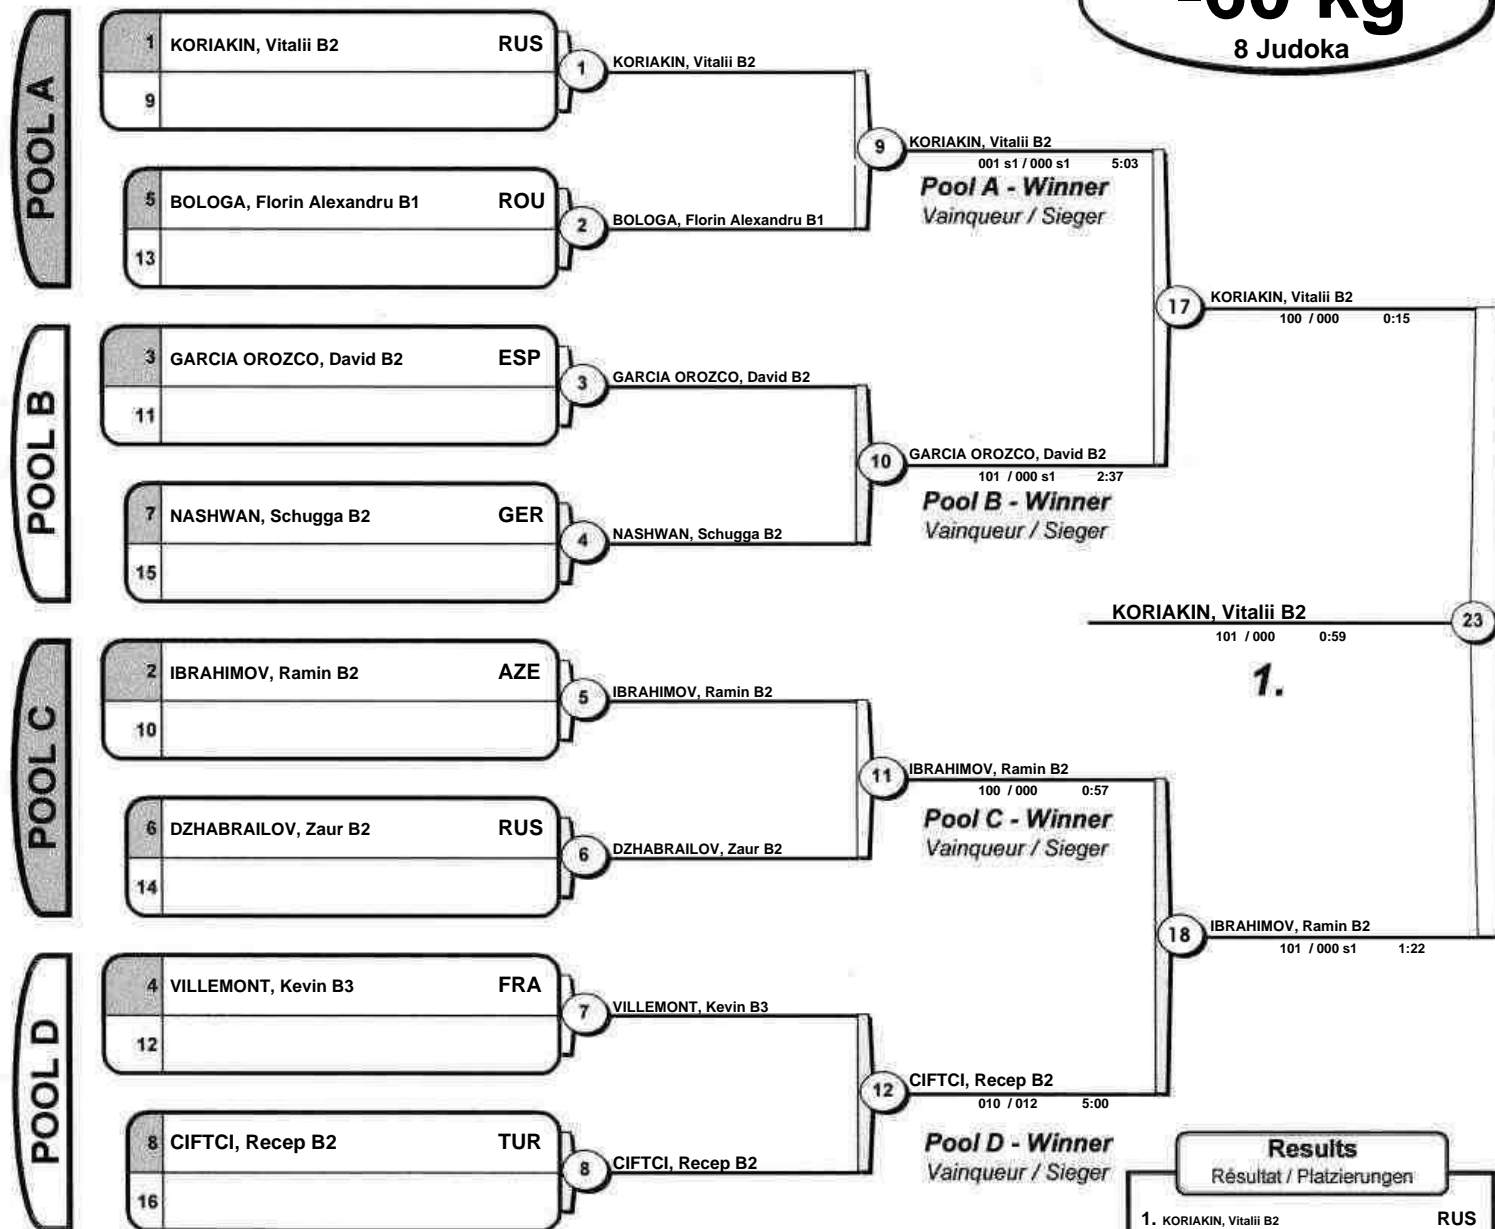 -60 kg
8 Judoka
POOL A
1 KORIAKIN, Vitalii B2 RUS
9
5 BOLOGA, Florin Alexandru B1 ROU
13
1 KORIAKIN, Vitalii B2
2 BOLOGA, Florin Alexandru B1
9 KORIAKIN, Vitalii B2
001 s1 / 000 s1 5:03
Pool A - Winner
Vainqueur / Sieger
POOL B
3 GARCIA OROZCO, David B2 ESP
11
7 NASHWAN, Schugga B2 GER
15
3 GARCIA OROZCO, David B2
4 NASHWAN, Schugga B2
10 GARCIA OROZCO, David B2
101 / 000 s1 2:37
Pool B - Winner
Vainqueur / Sieger
17 KORIAKIN, Vitalii B2
100 / 000 0:15
KORIAKIN, Vitalii B2 23
101 / 000 0:59
1.
POOL C
2 IBRAHIMOV, Ramin B2 AZE
10
6 DZHABRAILOV, Zaur B2 RUS
14
5 IBRAHIMOV, Ramin B2
6 DZHABRAILOV, Zaur B2
11 IBRAHIMOV, Ramin B2
100 / 000 0:57
Pool C - Winner
Vainqueur / Sieger
18 IBRAHIMOV, Ramin B2
101 / 000 s1 1:22
POOL D
4 VILLEMONT, Kevin B3 FRA
12
8 CIFTCI, Recep B2 TUR
16
7 VILLEMONT, Kevin B3
8 CIFTCI, Recep B2
12 CIFTCI, Recep B2
010 / 012 5:00
Pool D - Winner
Vainqueur / Sieger
Results
Résultat / Platzierungen
1. KORIAKIN, Vitalii B2 RUS